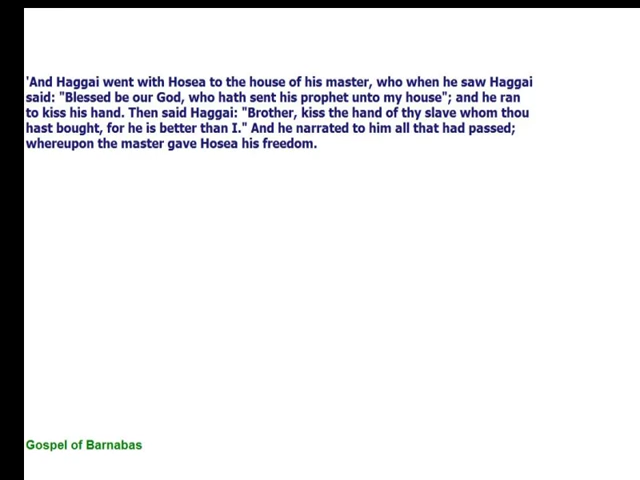 'And Haggai went with Hosea to the house of his master, who when he saw Haggai
said: "Blessed be our God, who hath sent his prophet unto my house"; and he ran
to kiss his hand. Then said Haggai: "Brother, kiss the hand of thy slave whom thou
hast bought, for he is better than I." And he narrated to him all that had passed;
whereupon the master gave Hosea his freedom.
Gospel of Barnabas